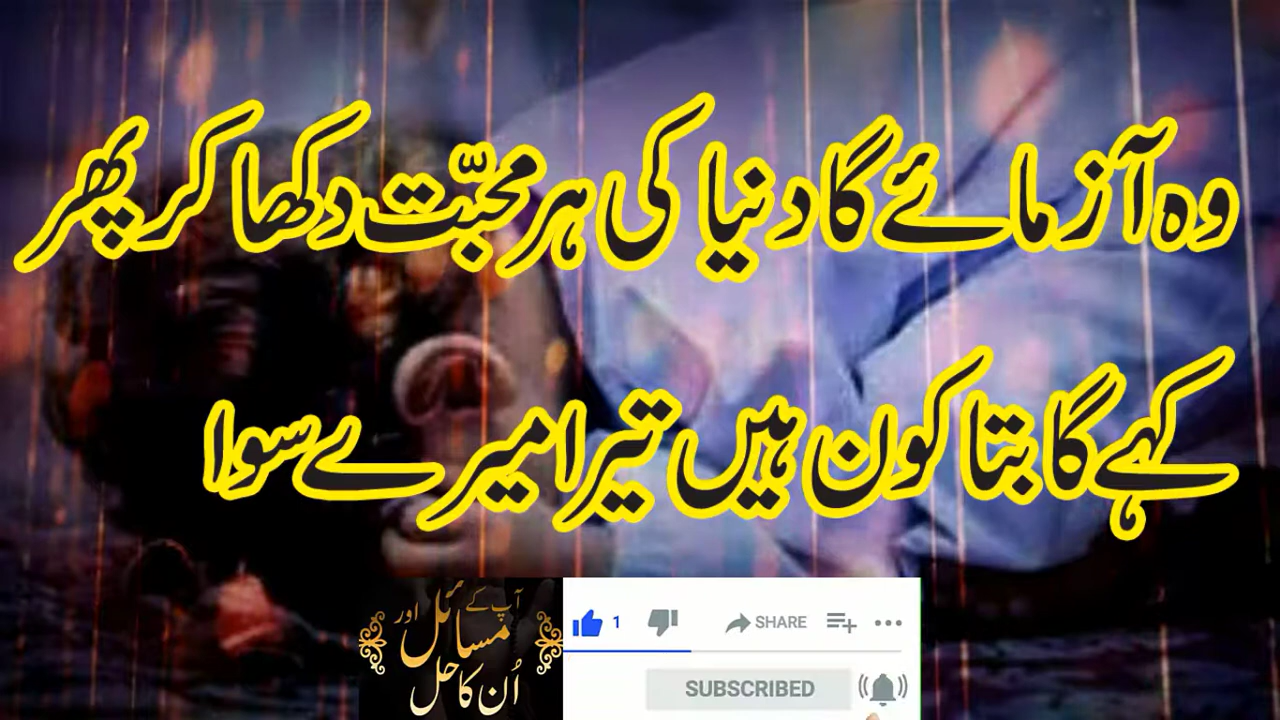 وہ آزمائے گا دنیا کی ہر محبّت دکھا کر پھر
کہے گا بتا کون ہیں تیرا میرے سوا
آپ کے مسائل اور
اُن کا حل
1
SHARE
SUBSCRIBED